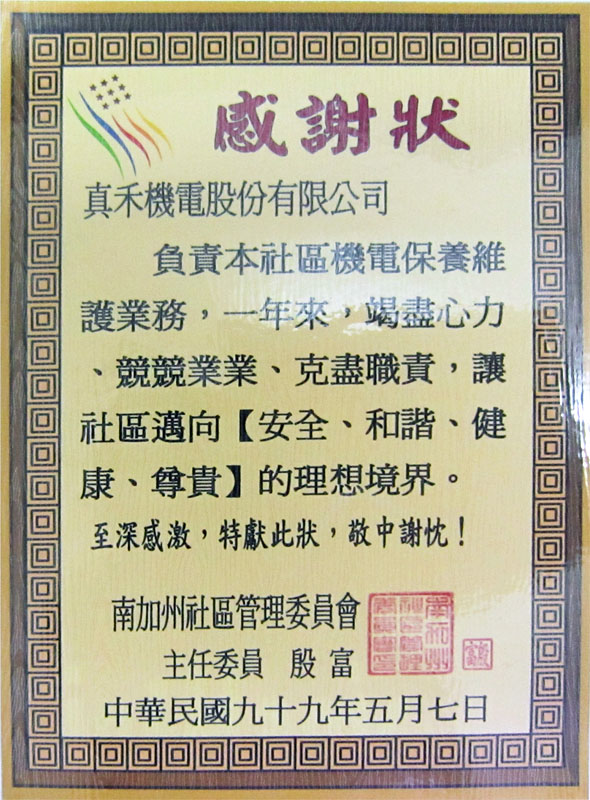 感謝狀
真禾機電股份有限公司
負責本社區機電保養維
護業務，一年來，竭盡心力
、競競業業、克盡職責，讓
社區邁向【安全、和諧、健
康、尊貴】的理想境界。
至深感激，特獻此狀，敬中謝忱！
南加州社區管理委員會
主任委員 殷富
中華民國九十九年五月七日